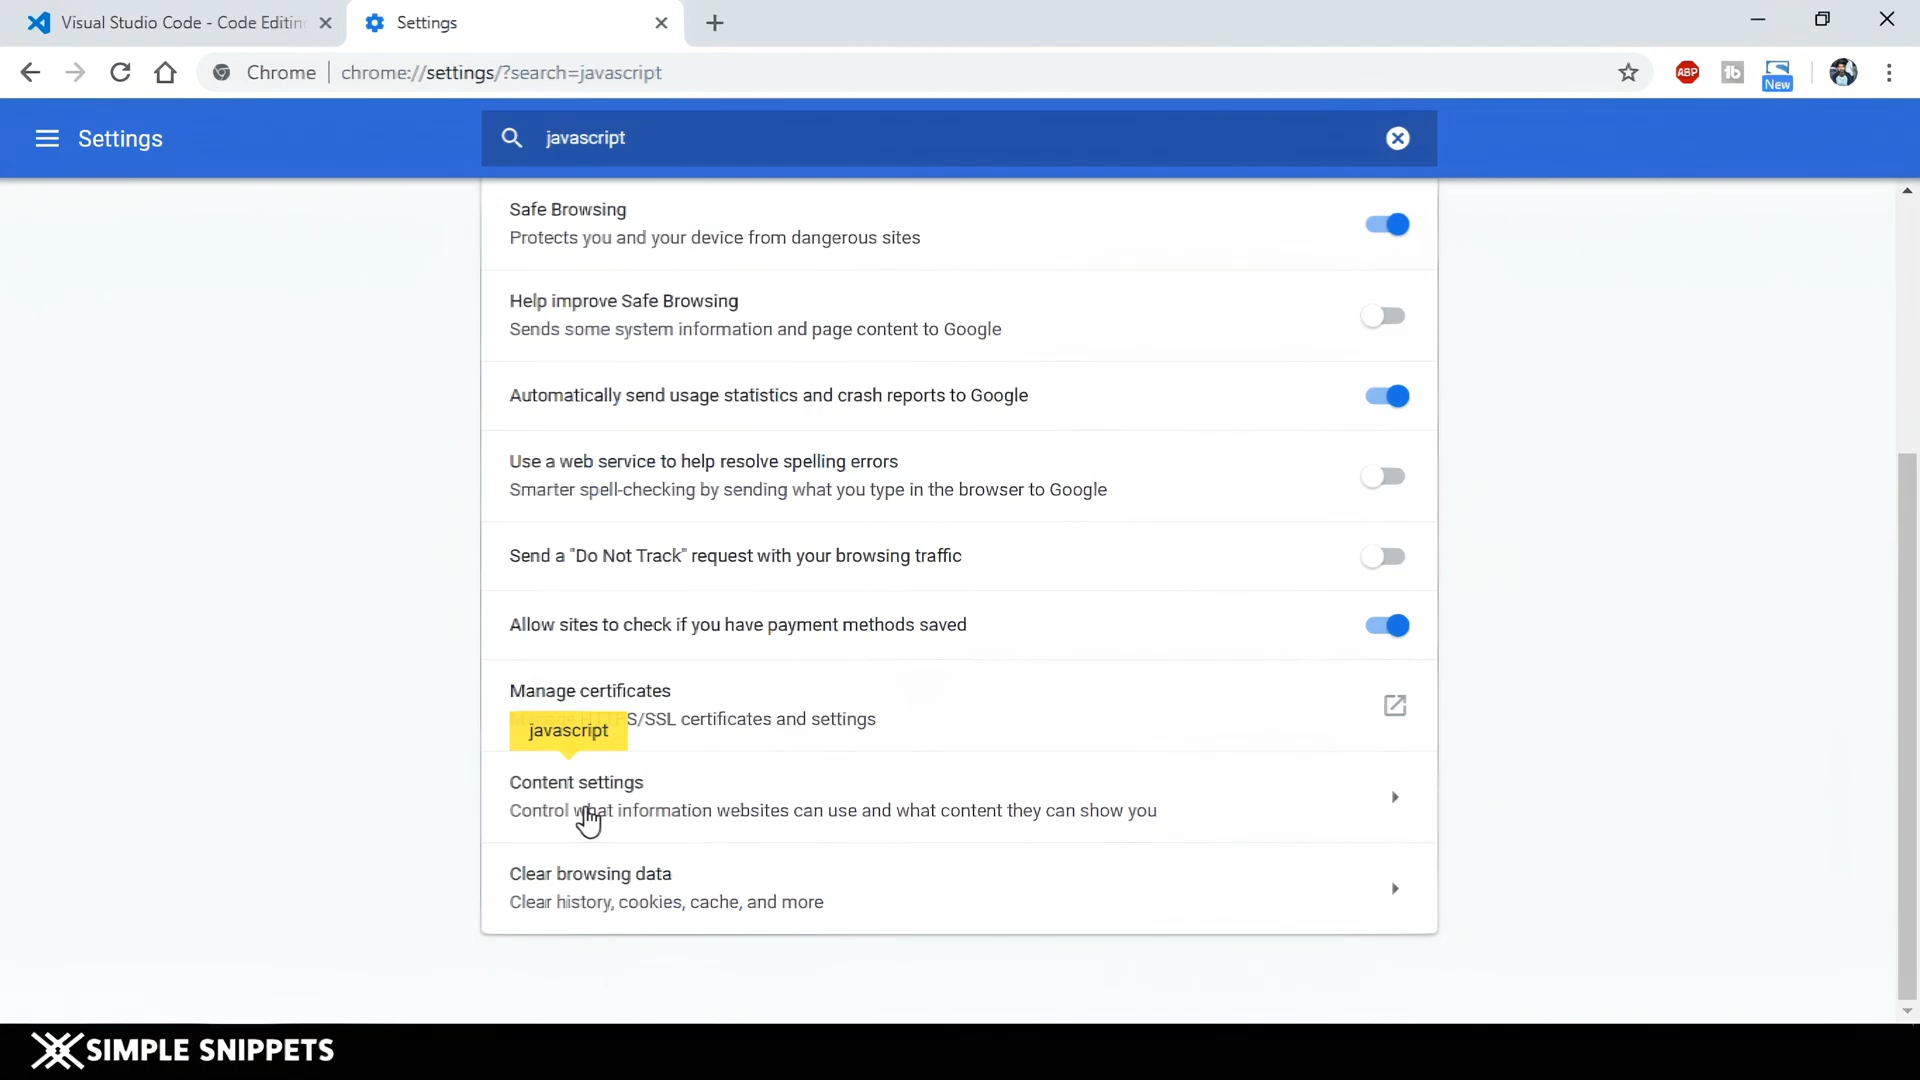 Visual Studio Code - Code Editin
Settings
Chrome
chrome://settings/?search=javascript
ABP
New
Settings
javascript
Safe Browsing
Protects you and your device from dangerous sites
Help improve Safe Browsing
Sends some system information and page content to Google
Automatically send usage statistics and crash reports to Google
Use a web service to help resolve spelling errors
Smarter spell-checking by sending what you type in the browser to Google
Send a "Do Not Track" request with your browsing traffic
Allow sites to check if you have payment methods saved
Manage certificates
Manage HTTPS/SSL certificates and settings
javascript
Content settings
Control what information websites can use and what content they can show you
Clear browsing data
Clear history, cookies, cache, and more
SIMPLE SNIPPETS